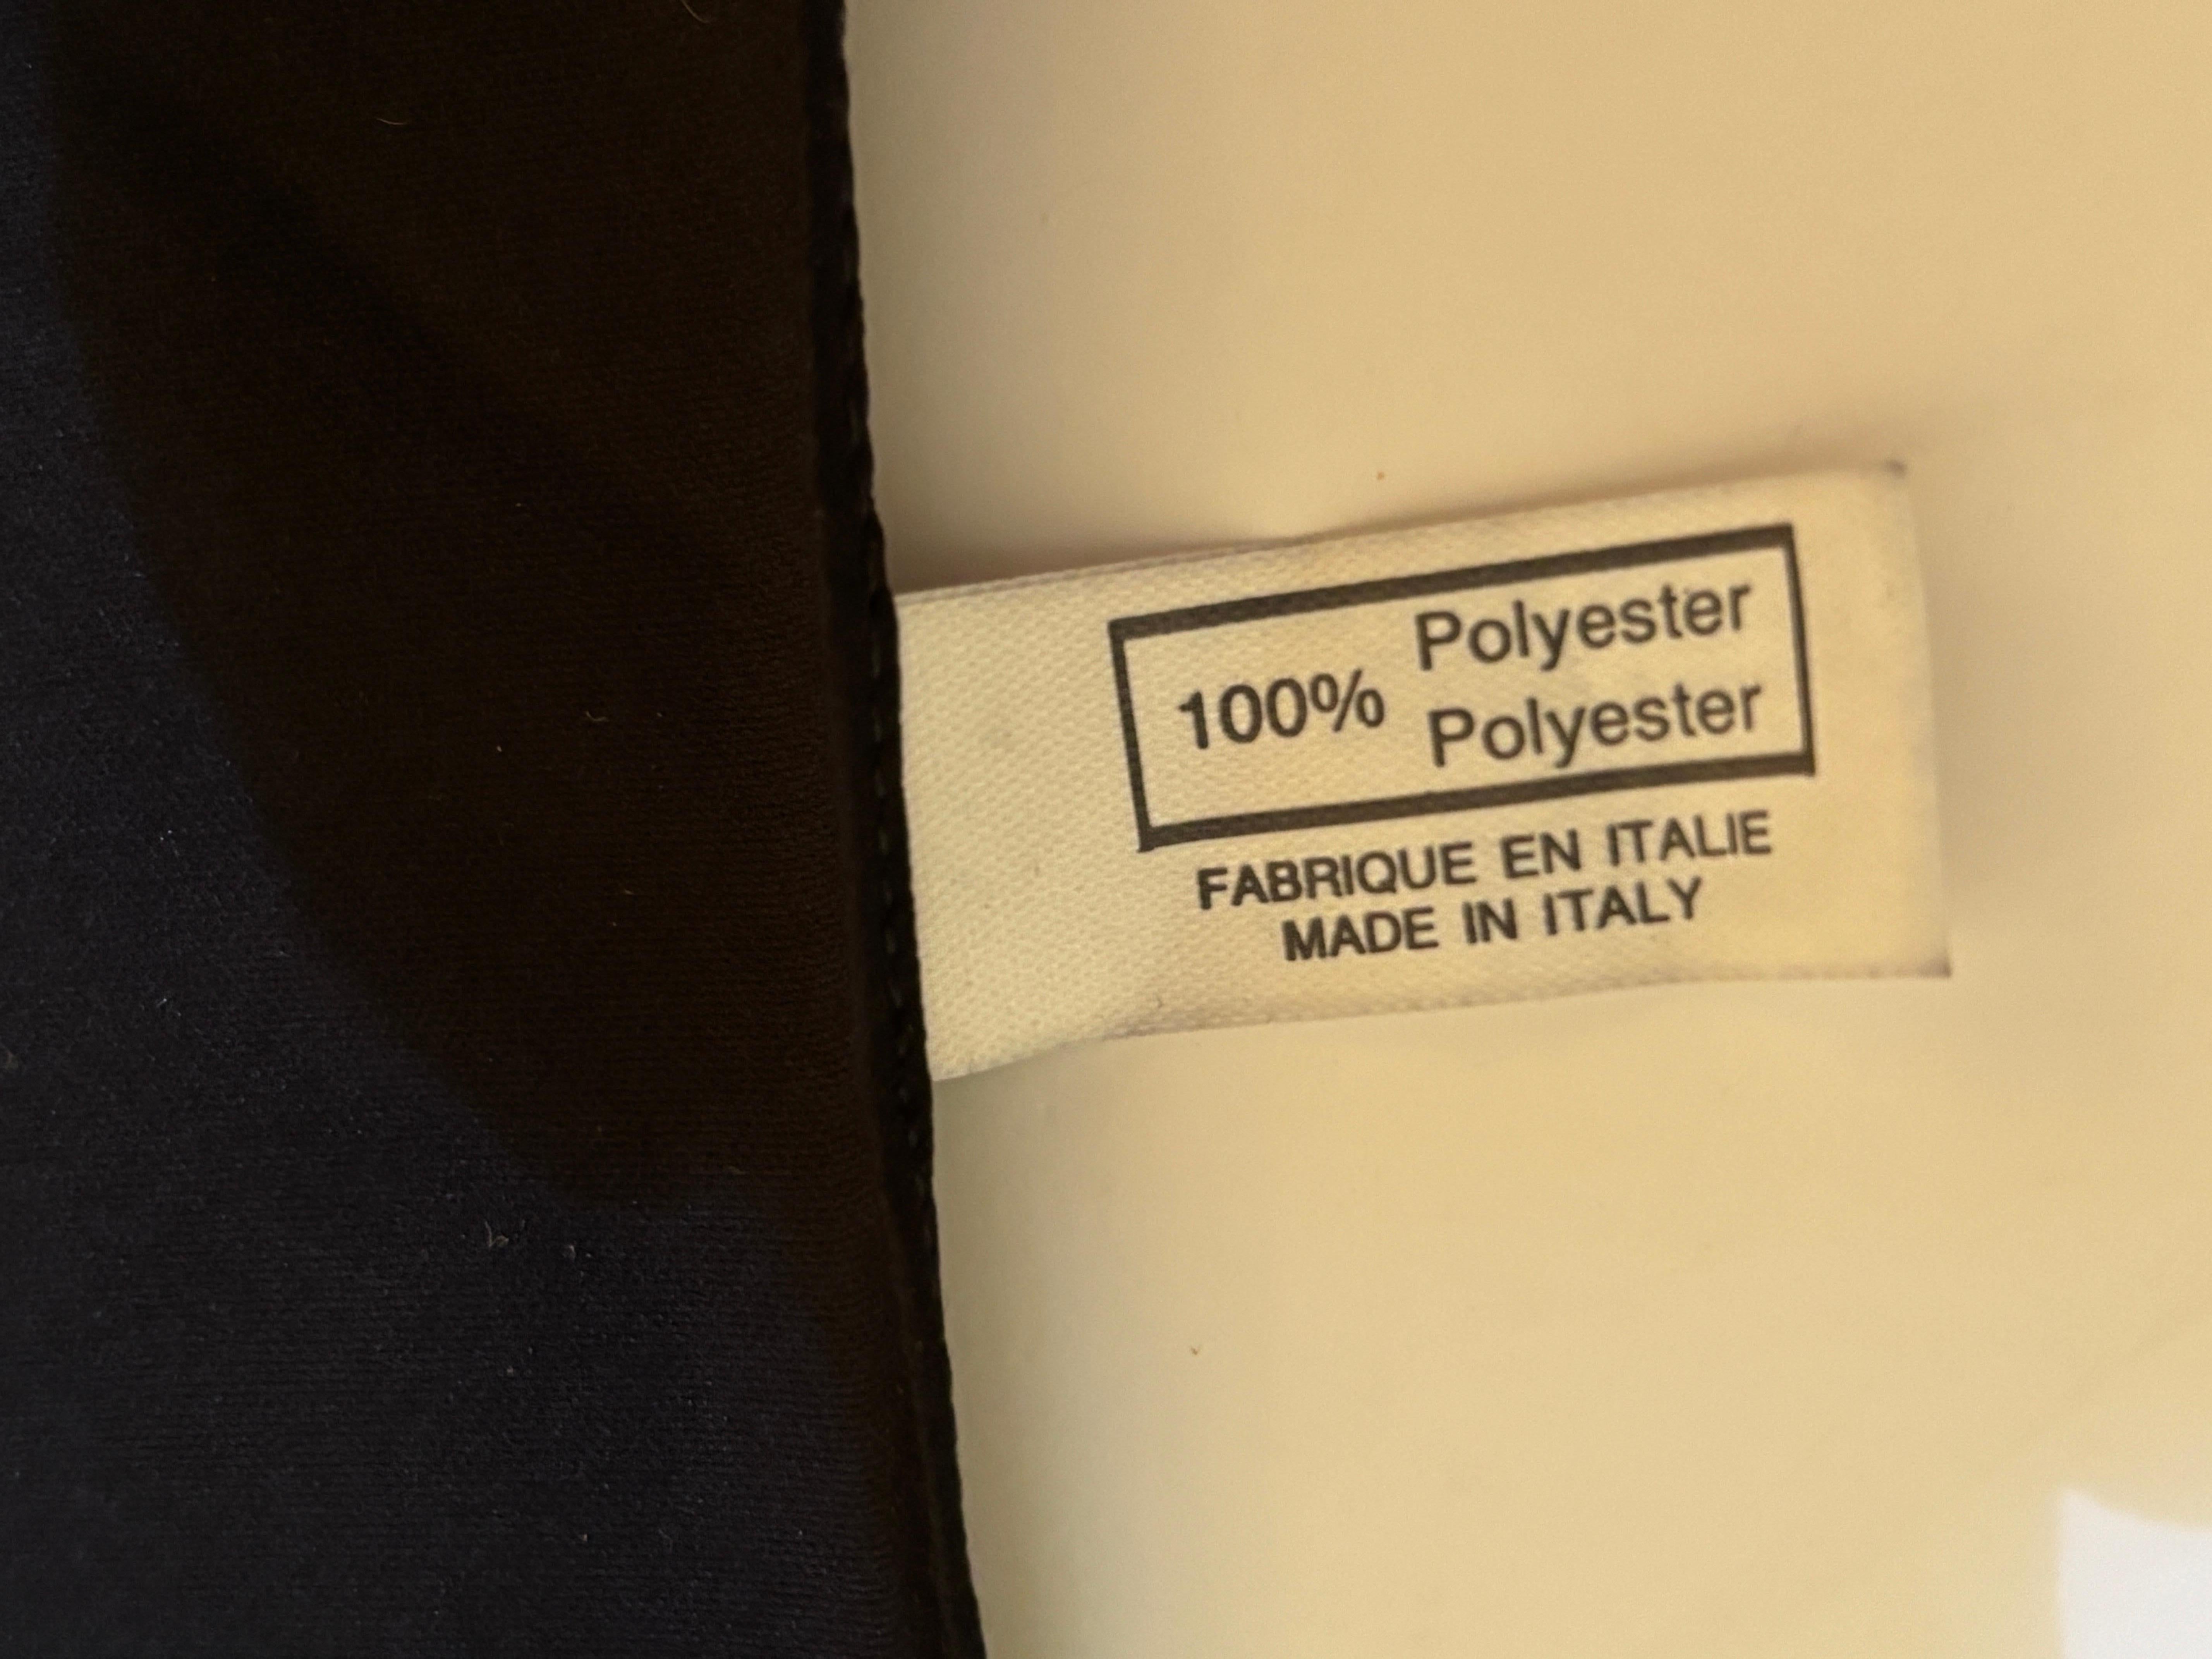 100% Polyester
Polyester
FABRIQUE EN ITALIE
MADE IN ITALY